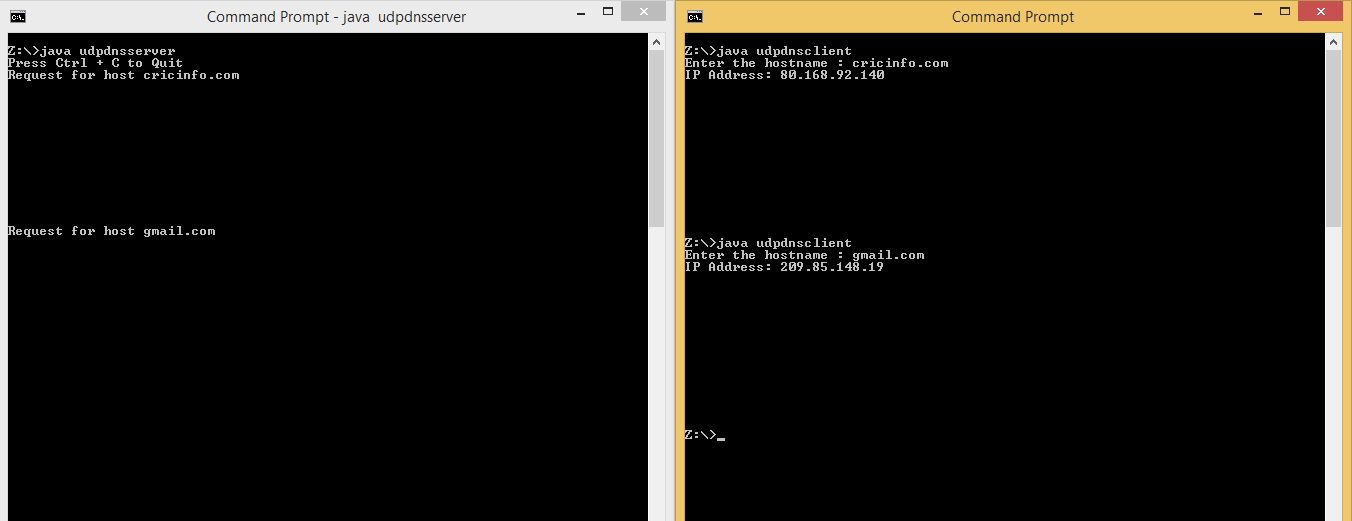 Command Prompt - java  udpdnsserver
Z:\>java udpdnsserver
Press Ctrl + C to Quit
Request for host cricinfo.com
Request for host gmail.com
Command Prompt
Z:\>java udpdnsclient
Enter the hostname : cricinfo.com
IP Address: 80.168.92.140
Z:\>java udpdnsclient
Enter the hostname : gmail.com
IP Address: 209.85.148.19
Z:\>_